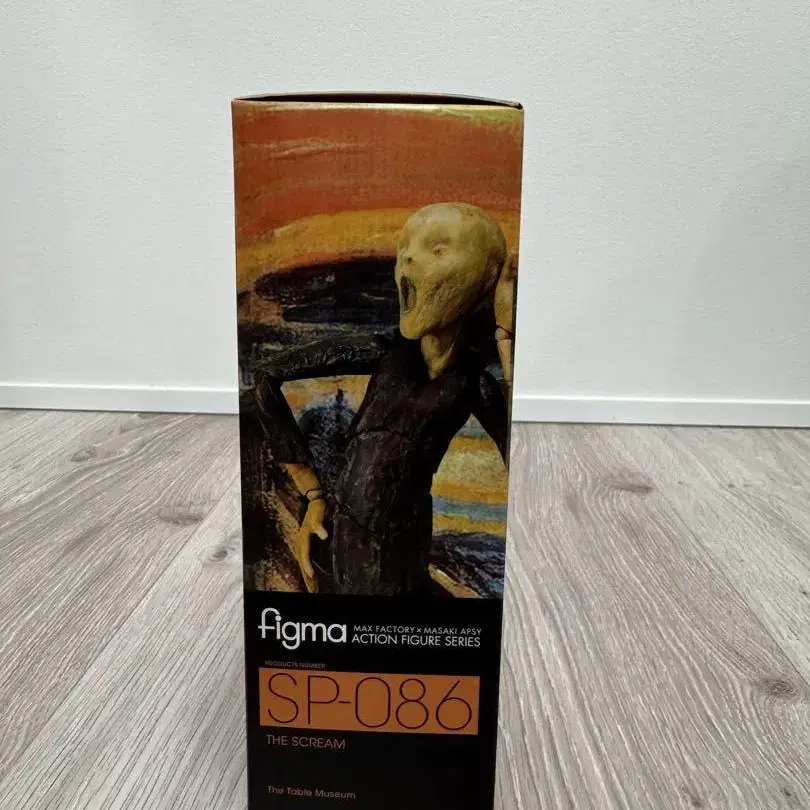 figma
MAX FACTORY × MASAKI APSY
ACTION FIGURE SERIES
PRODUCTS NUMBER
SP-086
THE SCREAM
The Table Museum